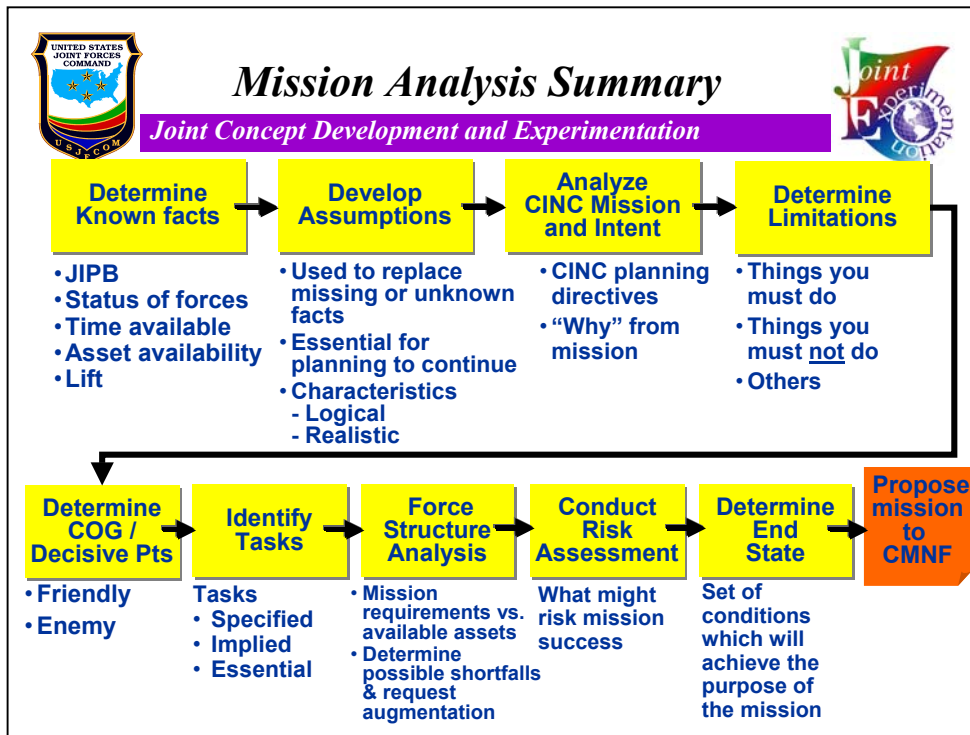 UNITED STATES
JOINT FORCES
COMMAND
USJFCOM
Mission Analysis Summary
Joint
Experimentation
Joint Concept Development and Experimentation
Determine
Known facts
• JIPB
• Status of forces
• Time available
• Asset availability
• Lift
Develop
Assumptions
• Used to replace
missing or unknown
facts
• Essential for
planning to continue
• Characteristics
- Logical
- Realistic
Analyze
CINC Mission
and Intent
• CINC planning
directives
• “Why” from
mission
Determine
Limitations
• Things you
must do
• Things you
must not do
• Others
Determine
COG /
Decisive Pts
• Friendly
• Enemy
Identify
Tasks
Tasks
• Specified
• Implied
• Essential
Force
Structure
Analysis
• Mission
requirements vs.
available assets
• Determine
possible shortfalls
& request
augmentation
Conduct
Risk
Assessment
What might
risk mission
success
Determine
End
State
Set of
conditions
which will
achieve the
purpose of
the mission
Propose
mission
to
CMNF